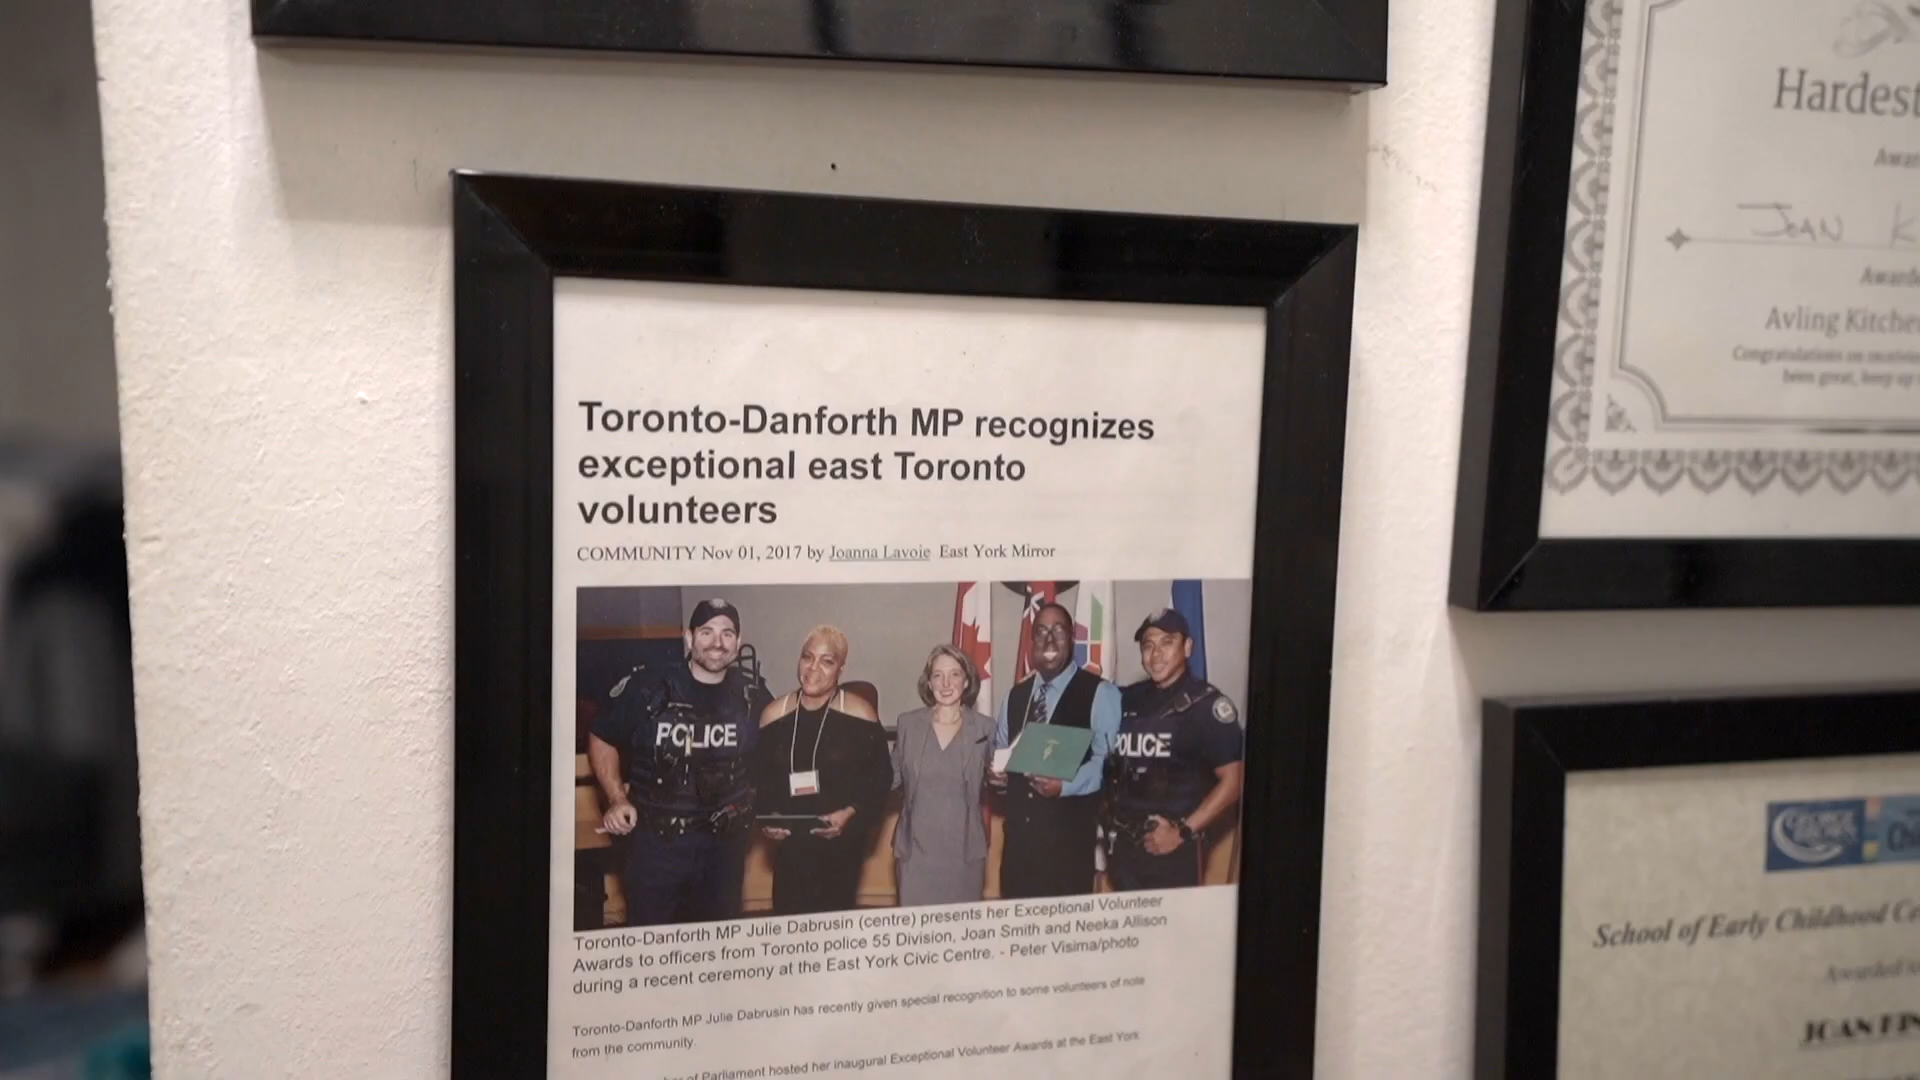 Toronto-Danforth MP recognizes
exceptional east Toronto
volunteers
COMMUNITY Nov 01, 2017 by Joanna Lavoie East York Mirror
POLICE
POLICE
Toronto-Danforth MP Julie Dabrusin (centre) presents her Exceptional Volunteer
Awards to officers from Toronto police 55 Division, Joan Smith and Neeka Allison
during a recent ceremony at the East York Civic Centre. - Peter Visima/photo
Toronto-Danforth MP Julie Dabrusin has recently given special recognition to some volunteers of note
from the community.
of Parliament hosted her inaugural Exceptional Volunteer Awards at the East York
Hardest
JOAN K
Avling
Congratulations on
been great, keep up
GEORGE
BROWN
School of Early Childhood
JOAN